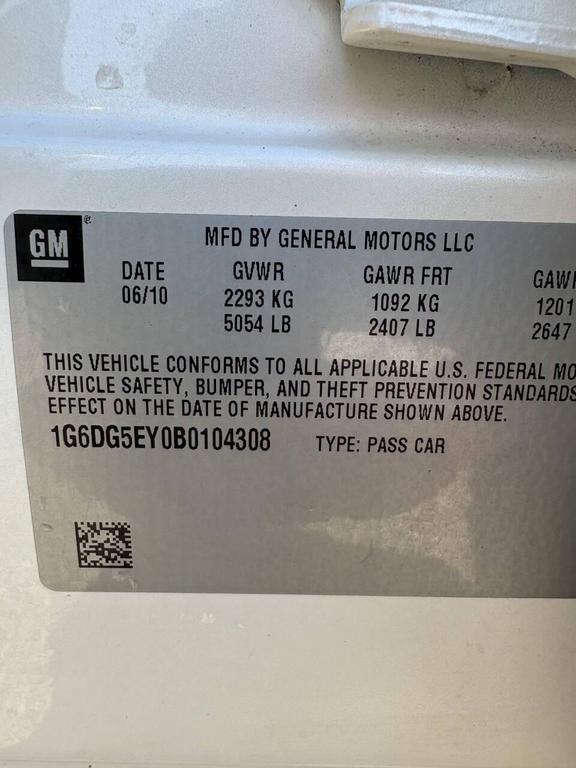 GM
MFD BY GENERAL MOTORS LLC
DATE GVWR GAWR FRT GAWR
06/10 2293 KG 1092 KG 1201
5054 LB 2407 LB 2647
THIS VEHICLE CONFORMS TO ALL APPLICABLE U.S. FEDERAL MO
VEHICLE SAFETY, BUMPER, AND THEFT PREVENTION STANDARDS
EFFECT ON THE DATE OF MANUFACTURE SHOWN ABOVE.
1G6DG5EY0B0104308 TYPE: PASS CAR